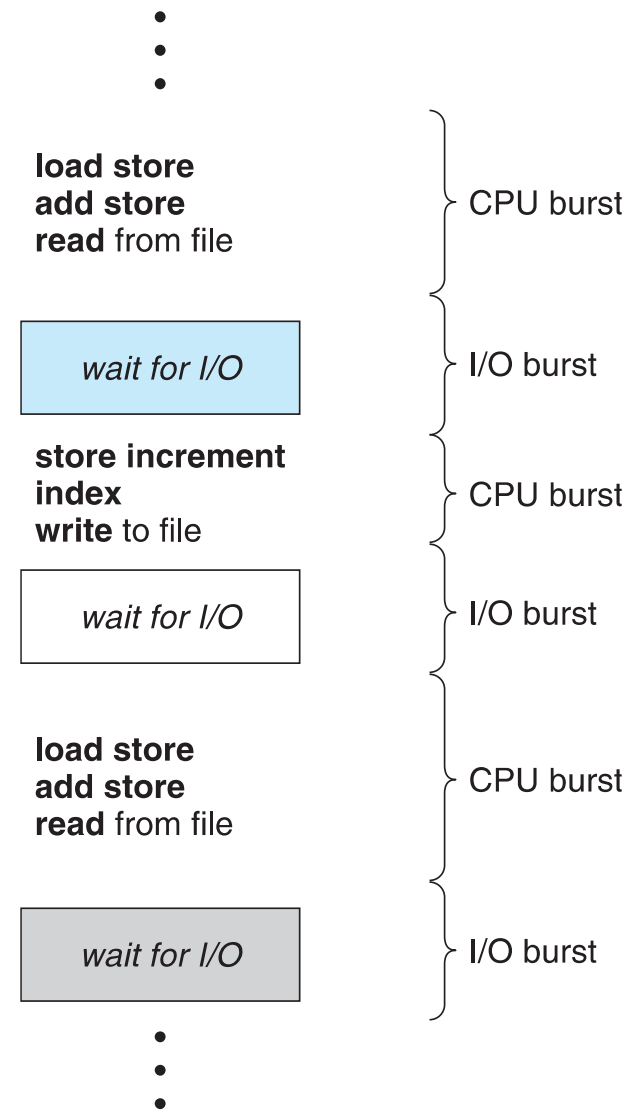 load store
add store
read from file
CPU burst
wait for I/O
I/O burst
store increment
index
write to file
CPU burst
wait for I/O
I/O burst
load store
add store
read from file
CPU burst
wait for I/O
I/O burst